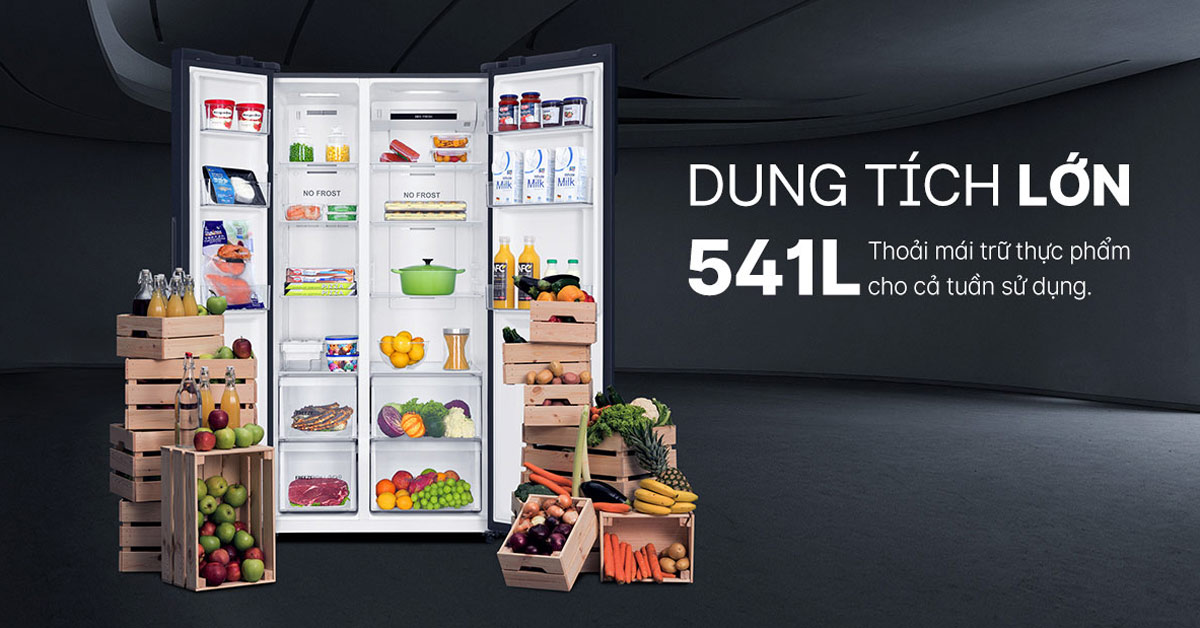 DUNG TÍCH LỚN
541L
Thoải mái trữ thực phẩm
cho cả tuần sử dụng.
NO FROST
NO FROST
Milk
Milk
Milk